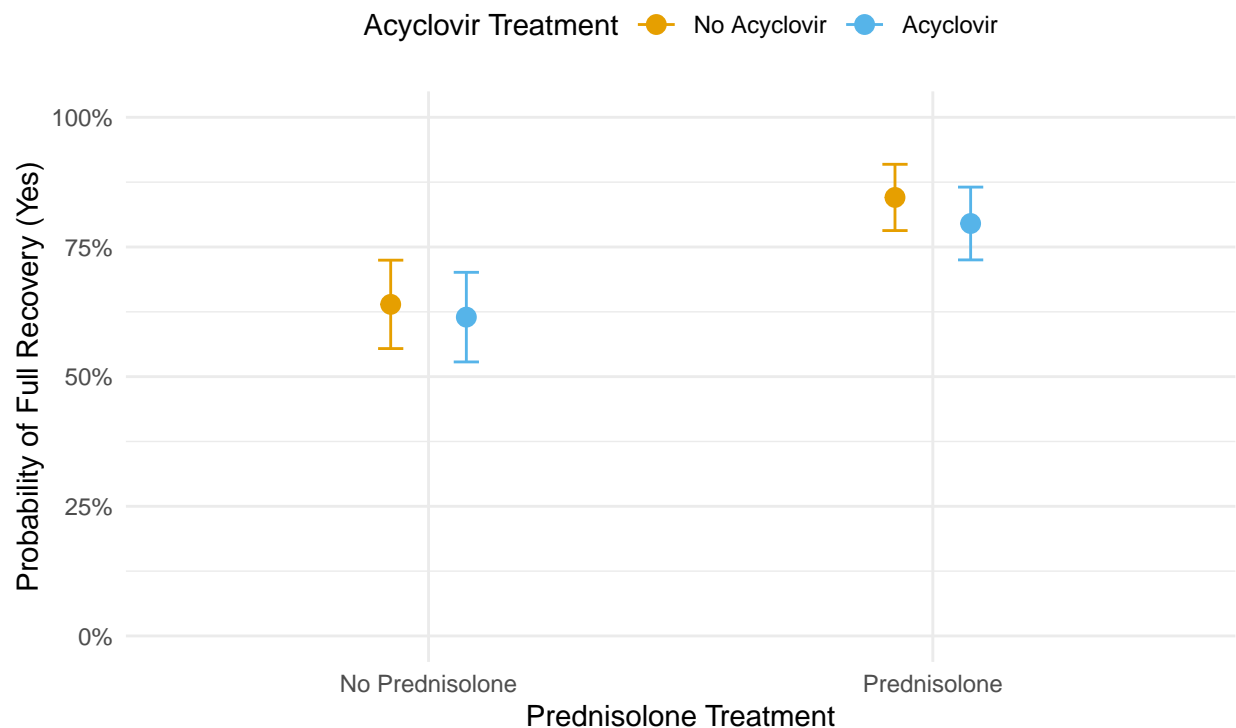 Acyclovir Treatment No Acyclovir Acyclovir
Probability of Full Recovery (Yes)
100%
75%
50%
25%
0%
No Prednisolone Prednisolone
Prednisolone Treatment